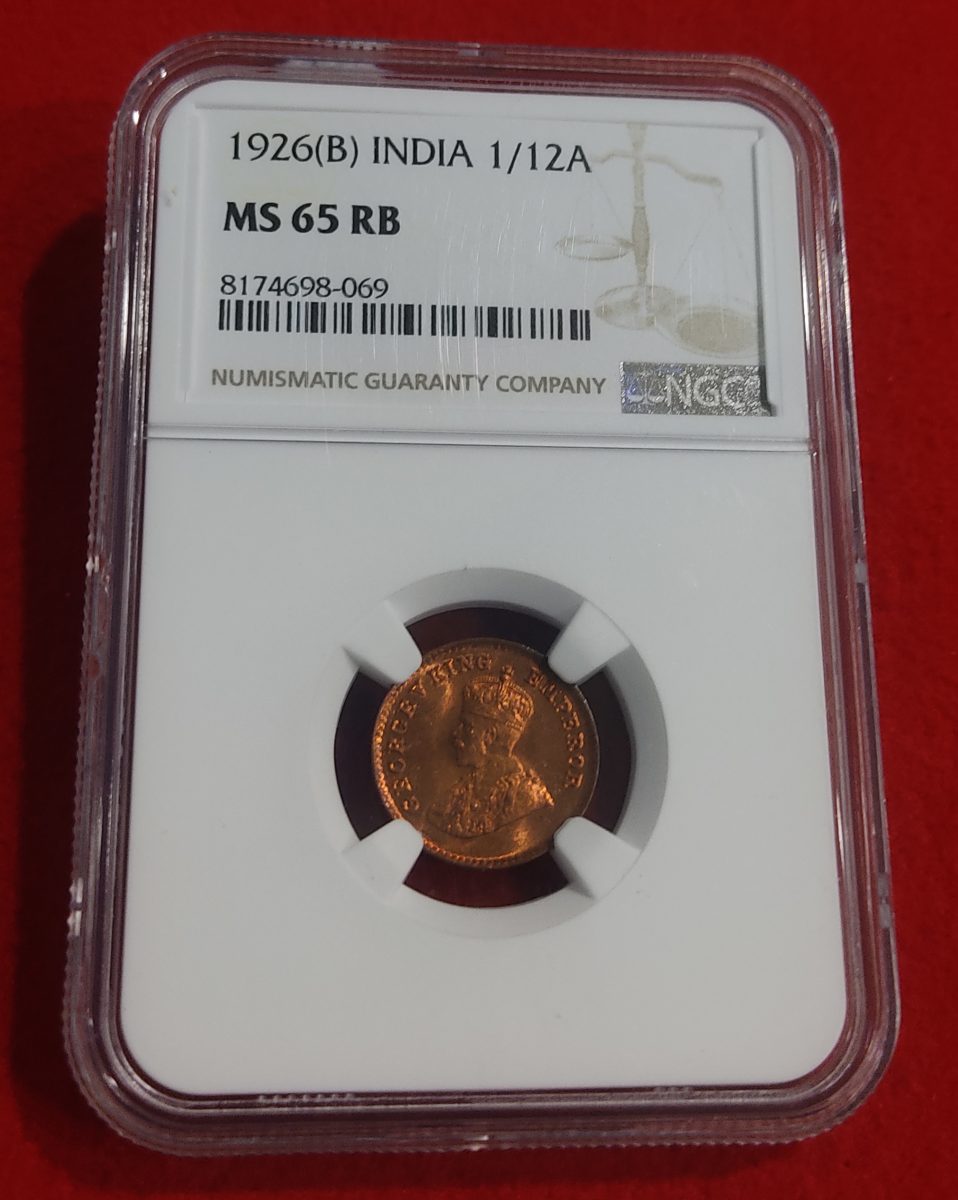 1926(B) INDIA 1/12A
MS 65 RB
8174698-069
NUMISMATIC GUARANTY COMPANY
NGC
GEORGE V KING EMPEROR